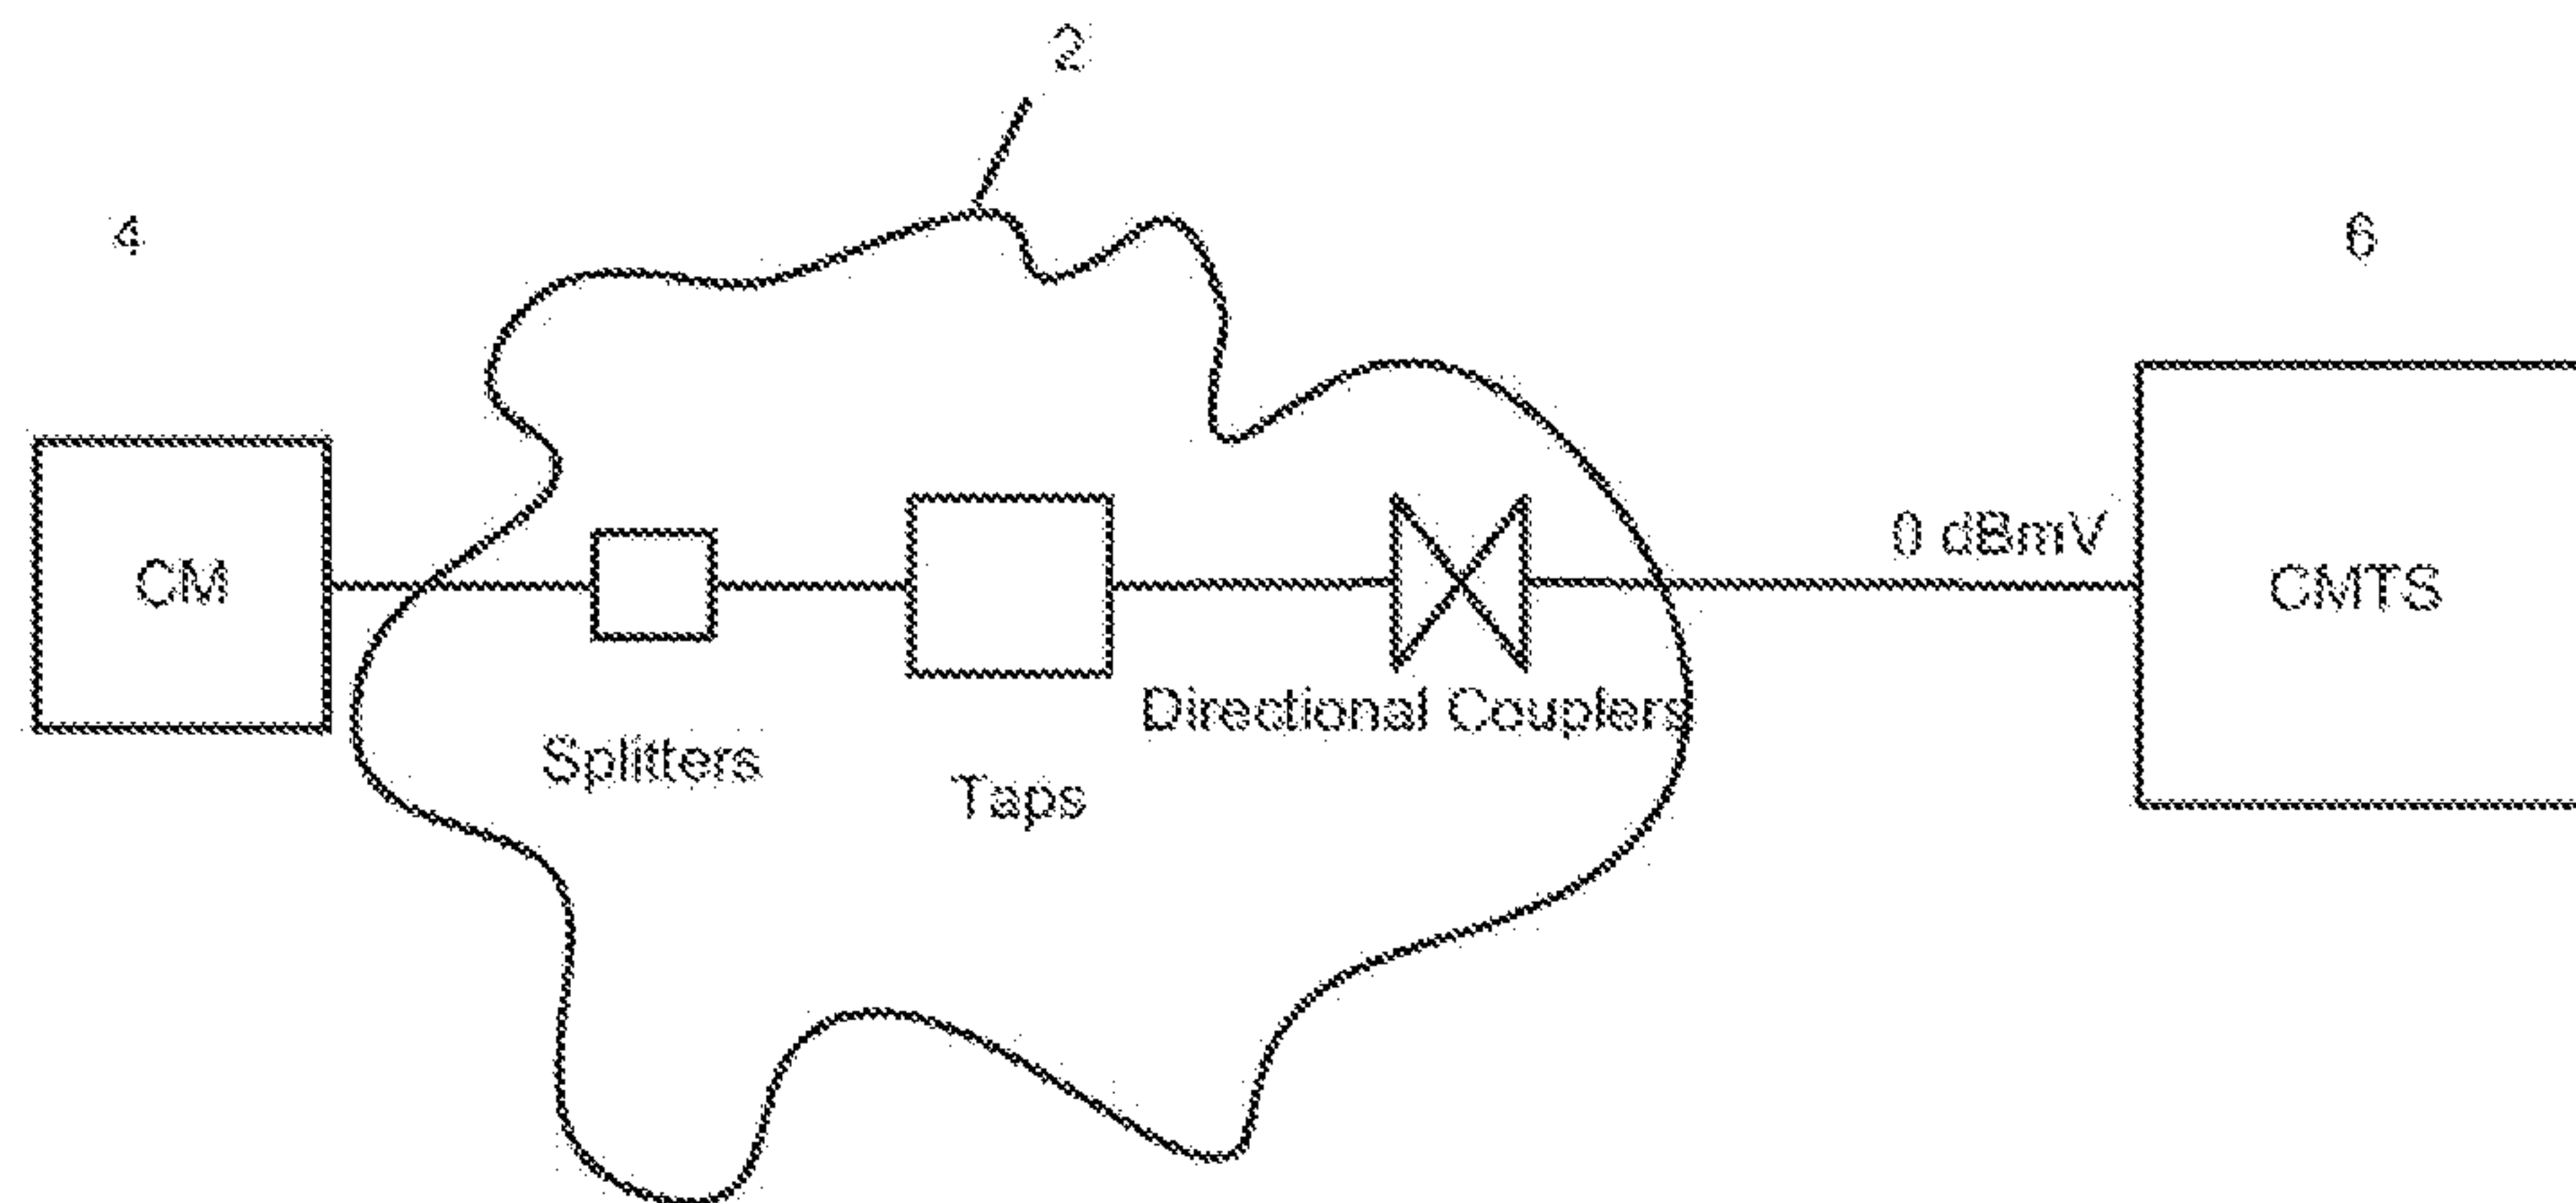 2
4
6
0 dBmV
CM
CMTS
Directional Couplers
Splitters
Taps